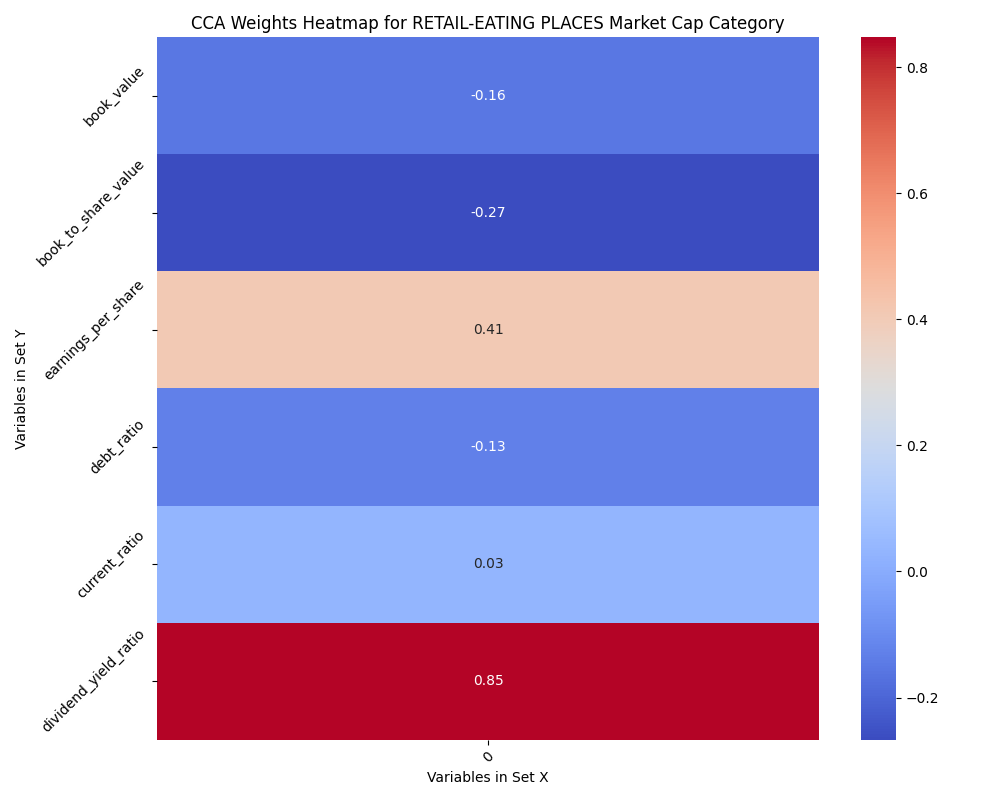 CCA Weights Heatmap for RETAIL-EATING PLACES Market Cap Category
Variables in Set Y
book_value
-0.16
book_to_share_value
-0.27
earnings_per_share
0.41
debt_ratio
-0.13
current_ratio
0.03
dividend_yield_ratio
0.85
0
Variables in Set X
0.8
0.6
0.4
0.2
0.0
−0.2